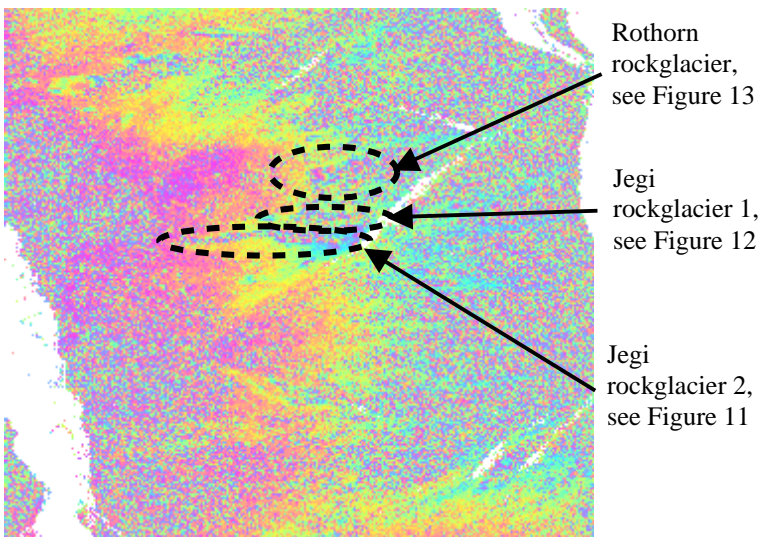 Rothorn
rockglacier,
see Figure 13
Jegi
rockglacier 1,
see Figure 12
Jegi
rockglacier 2,
see Figure 11